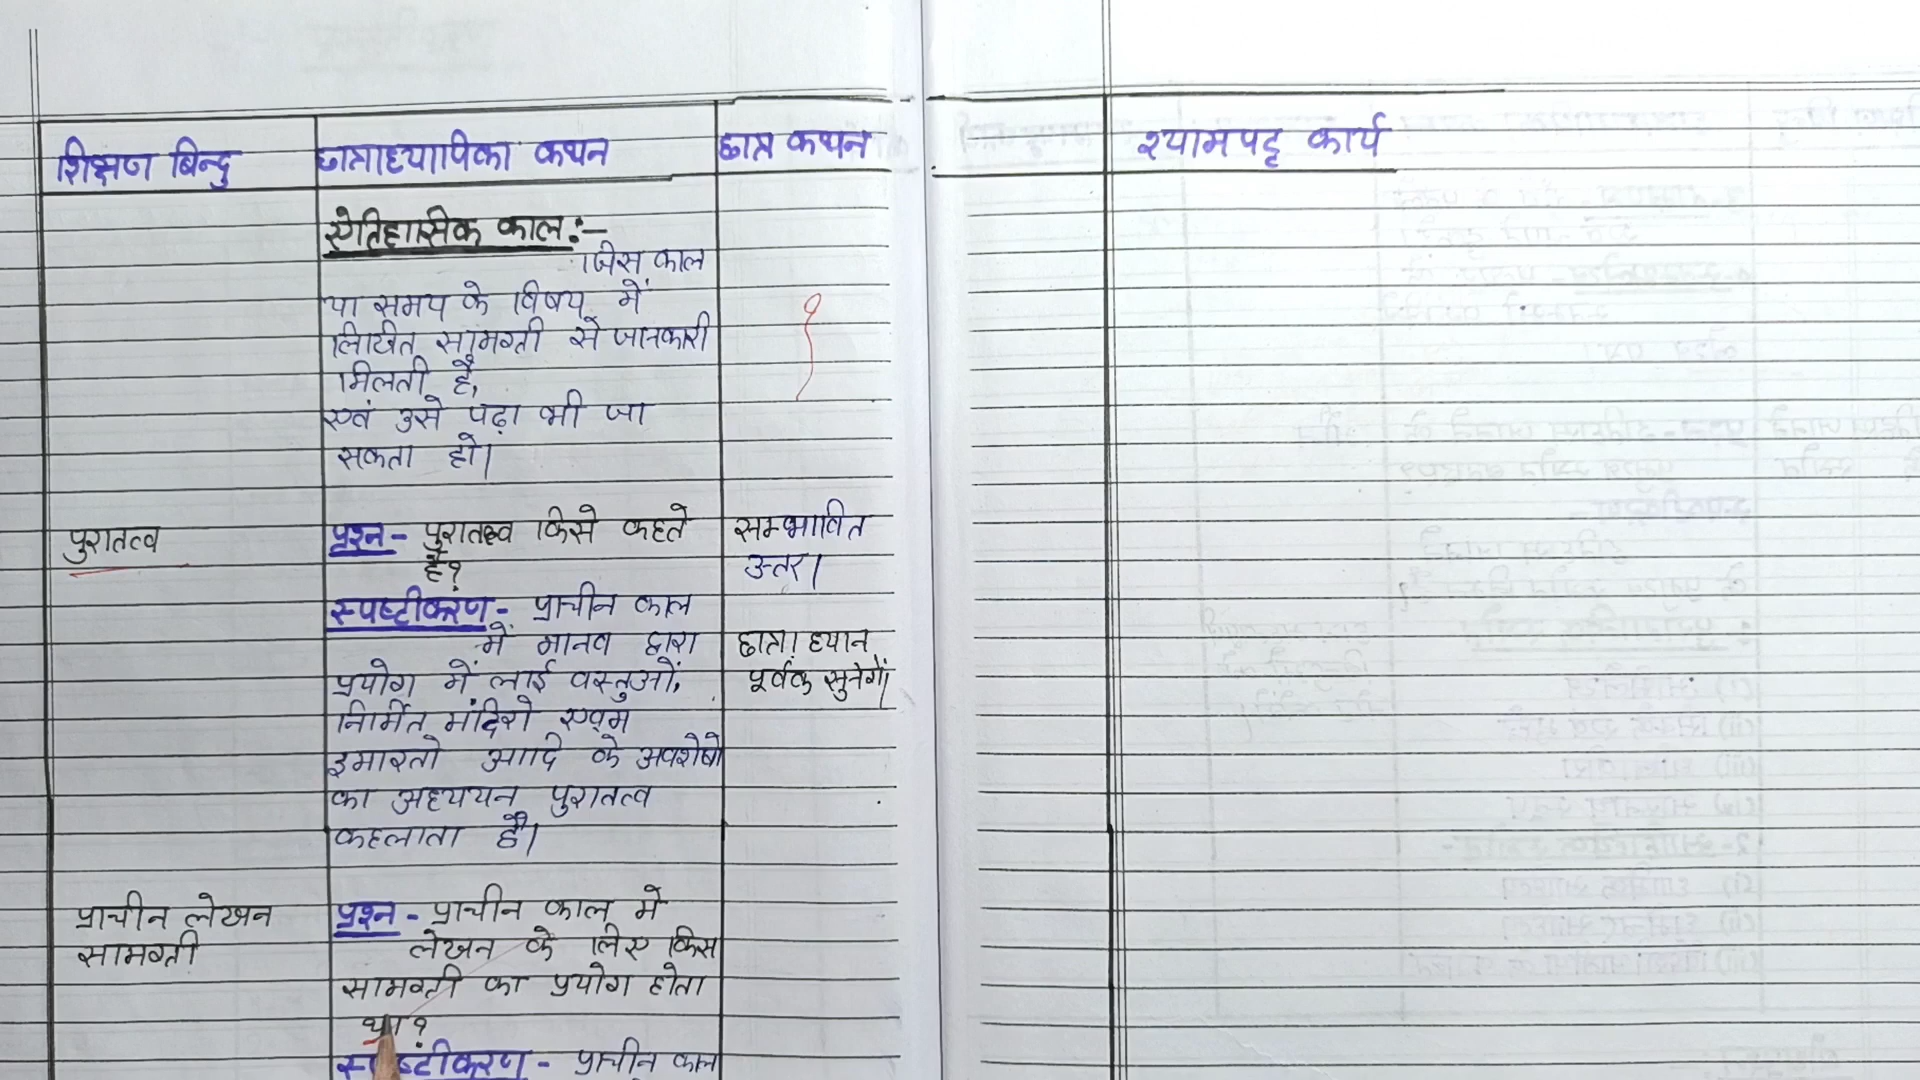 शिक्षण बिन्दु
छात्राध्यापिका कथन
छात्र कथन
श्यामपट्ट कार्य
ऐतिहासिक काल:-
जिस काल
या समय के विषय में
लिखित सामग्री से जानकारी
मिलती है,
एवं उसे पढ़ा भी जा
सकता हो।
पुरातत्व
प्रश्न- पुरातत्व किसे कहते
है?
सम्भावित
उत्तर।
स्पष्टीकरण- प्राचीन काल
में मानव द्वारा
प्रयोग में लाई वस्तुओं,
निर्मित मंदिरो एवम्
इमारतो आदि के अवशेषो
का अध्ययन पुरातत्व
कहलाता है।
छात्रा ध्यान
पूर्वक सुनेगें।
प्राचीन लेखन
सामग्री
प्रश्न- प्राचीन काल में
लेखन के लिए किस
सामग्री का प्रयोग होता
था?
स्पष्टीकरण- प्राचीन काल